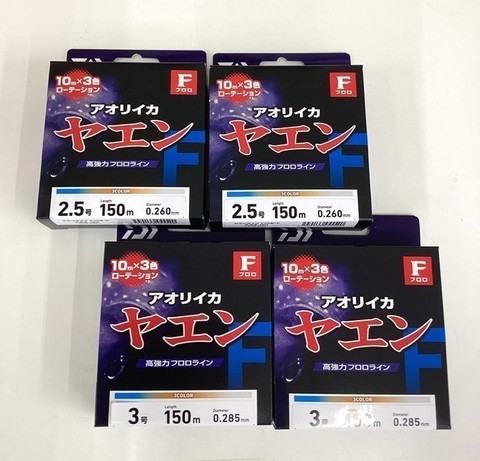 10m×3色
ローテーション
F
フロロ
アオリイカ
ヤエン
F
高強力フロロライン
3COLOR
Length
Diameter
2.5号 150m 0.260mm
10m×3色
ローテーション
F
フロロ
アオリイカ
ヤエン
F
高強力フロロライン
3COLOR
Length
Diameter
2.5号 150m 0.260mm
10m×3色
ローテーション
F
フロロ
アオリイカ
ヤエン
F
高強力フロロライン
3COLOR
Length
Diameter
3号 150m 0.285mm
10m×3色
ローテーション
F
フロロ
アオリイカ
ヤエン
F
高強力フロロライン
3COLOR
Diameter
3号 150m 0.285mm